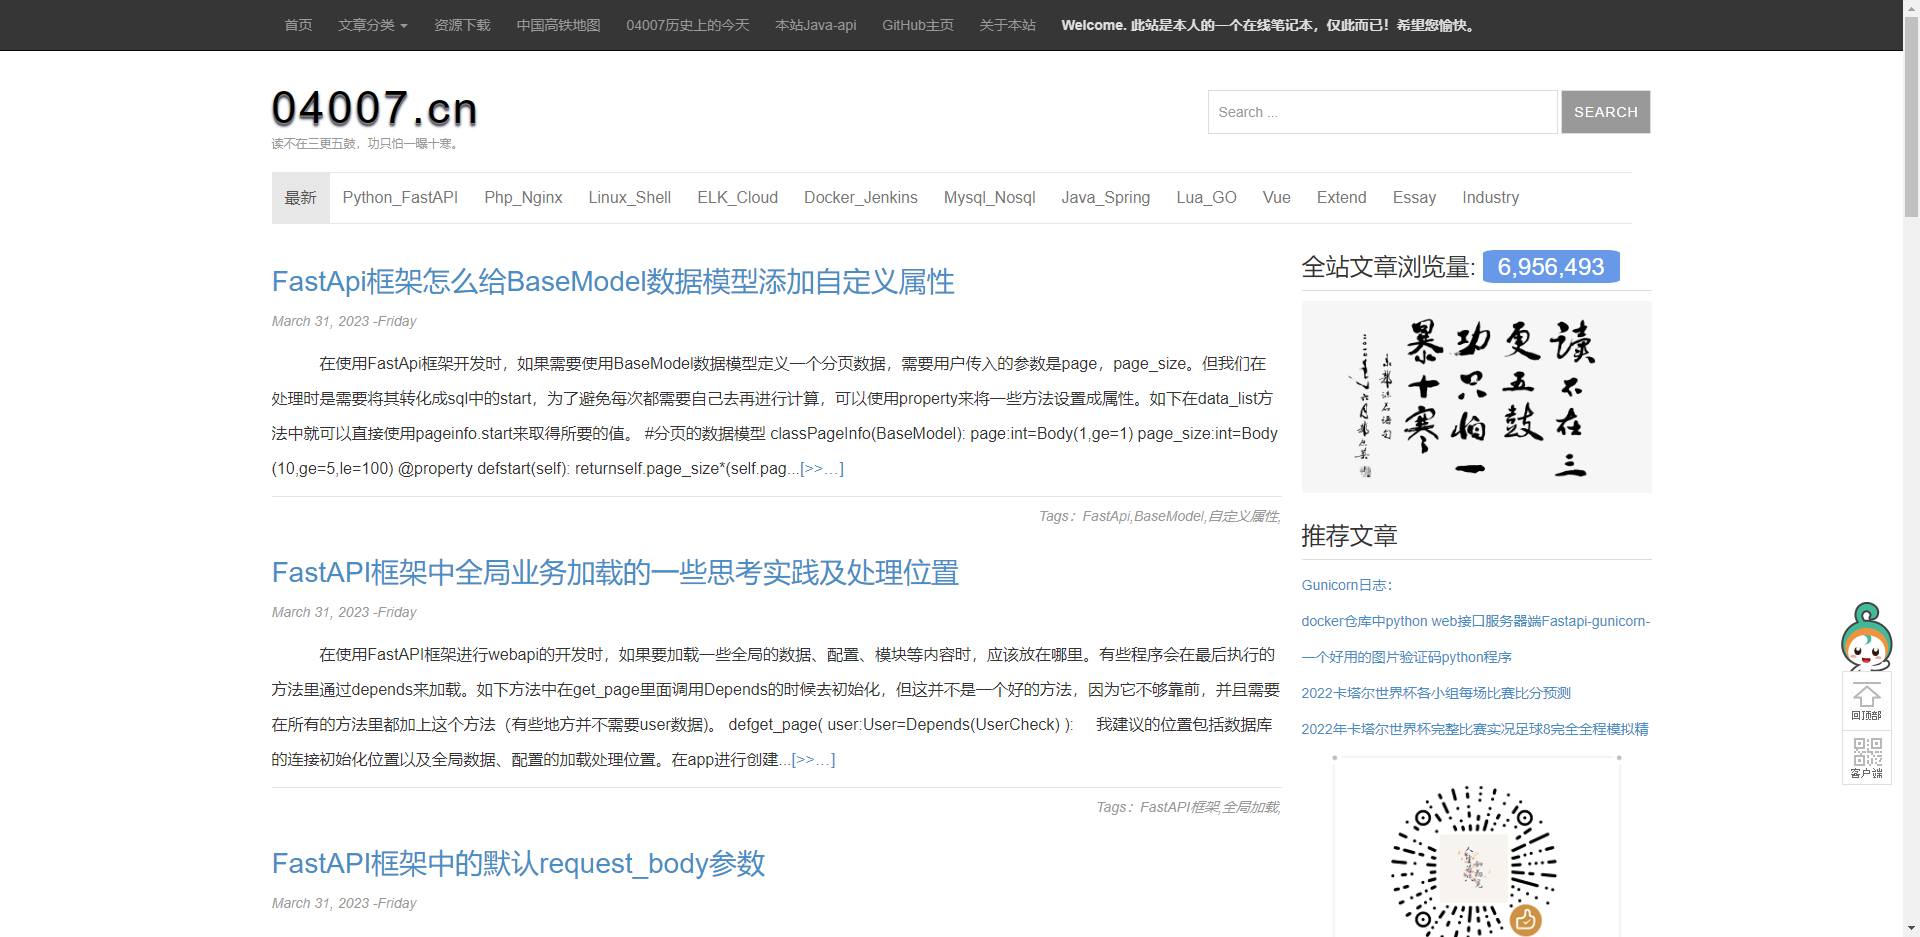 首页 文章分类 资源下载 中国高铁地图 04007历史上的今天 本站Java-api GitHub主页 关于本站 Welcome. 此站是本人的一个在线笔记本，仅此而已！希望您愉快。
04007.cn
读不在三更五鼓，功只怕一曝十寒。
Search ...
SEARCH
最新 Python_FastAPI Php_Nginx Linux_Shell ELK_Cloud Docker_Jenkins Mysql_Nosql Java_Spring Lua_GO Vue Extend Essay Industry
FastApi框架怎么给BaseModel数据模型添加自定义属性
March 31, 2023 -Friday
在使用FastApi框架开发时，如果需要使用BaseModel数据模型定义一个分页数据，需要用户传入的参数是page，page_size。但我们在
处理时是需要将其转化成sql中的start，为了避免每次都需要自己去再进行计算，可以使用property来将一些方法设置成属性。如下在data_list方
法中就可以直接使用pageinfo.start来取得所要的值。 #分页的数据模型 classPageInfo(BaseModel): page:int=Body(1,ge=1) page_size:int=Body
(10,ge=5,le=100) @property defstart(self): returnself.page_size*(self.pag...[>>…]
Tags：FastApi,BaseModel,自定义属性,
FastAPI框架中全局业务加载的一些思考实践及处理位置
March 31, 2023 -Friday
在使用FastAPI框架进行webapi的开发时，如果要加载一些全局的数据、配置、模块等内容时，应该放在哪里。有些程序会在最后执行的
方法里通过depends来加载。如下方法中在get_page里面调用Depends的时候去初始化，但这并不是一个好的方法，因为它不够靠前，并且需要
在所有的方法里都加上这个方法（有些地方并不需要user数据)。 defget_page( user:User=Depends(UserCheck) ): 我建议的位置包括数据库
的连接初始化位置以及全局数据、配置的加载处理位置。在app进行创建...[>>…]
Tags：FastAPI框架,全局加载,
FastAPI框架中的默认request_body参数
March 31, 2023 -Friday
全站文章浏览量: 6,956,493
读不在三
更五鼓
功只怕一
暴十寒
推荐文章
Gunicorn日志：
docker仓库中python web接口服务器端Fastapi-gunicorn-
一个好用的图片验证码python程序
2022卡塔尔世界杯各小组每场比赛比分预测
2022年卡塔尔世界杯完整比赛实况足球8完全全程模拟精
回顶部
客户端